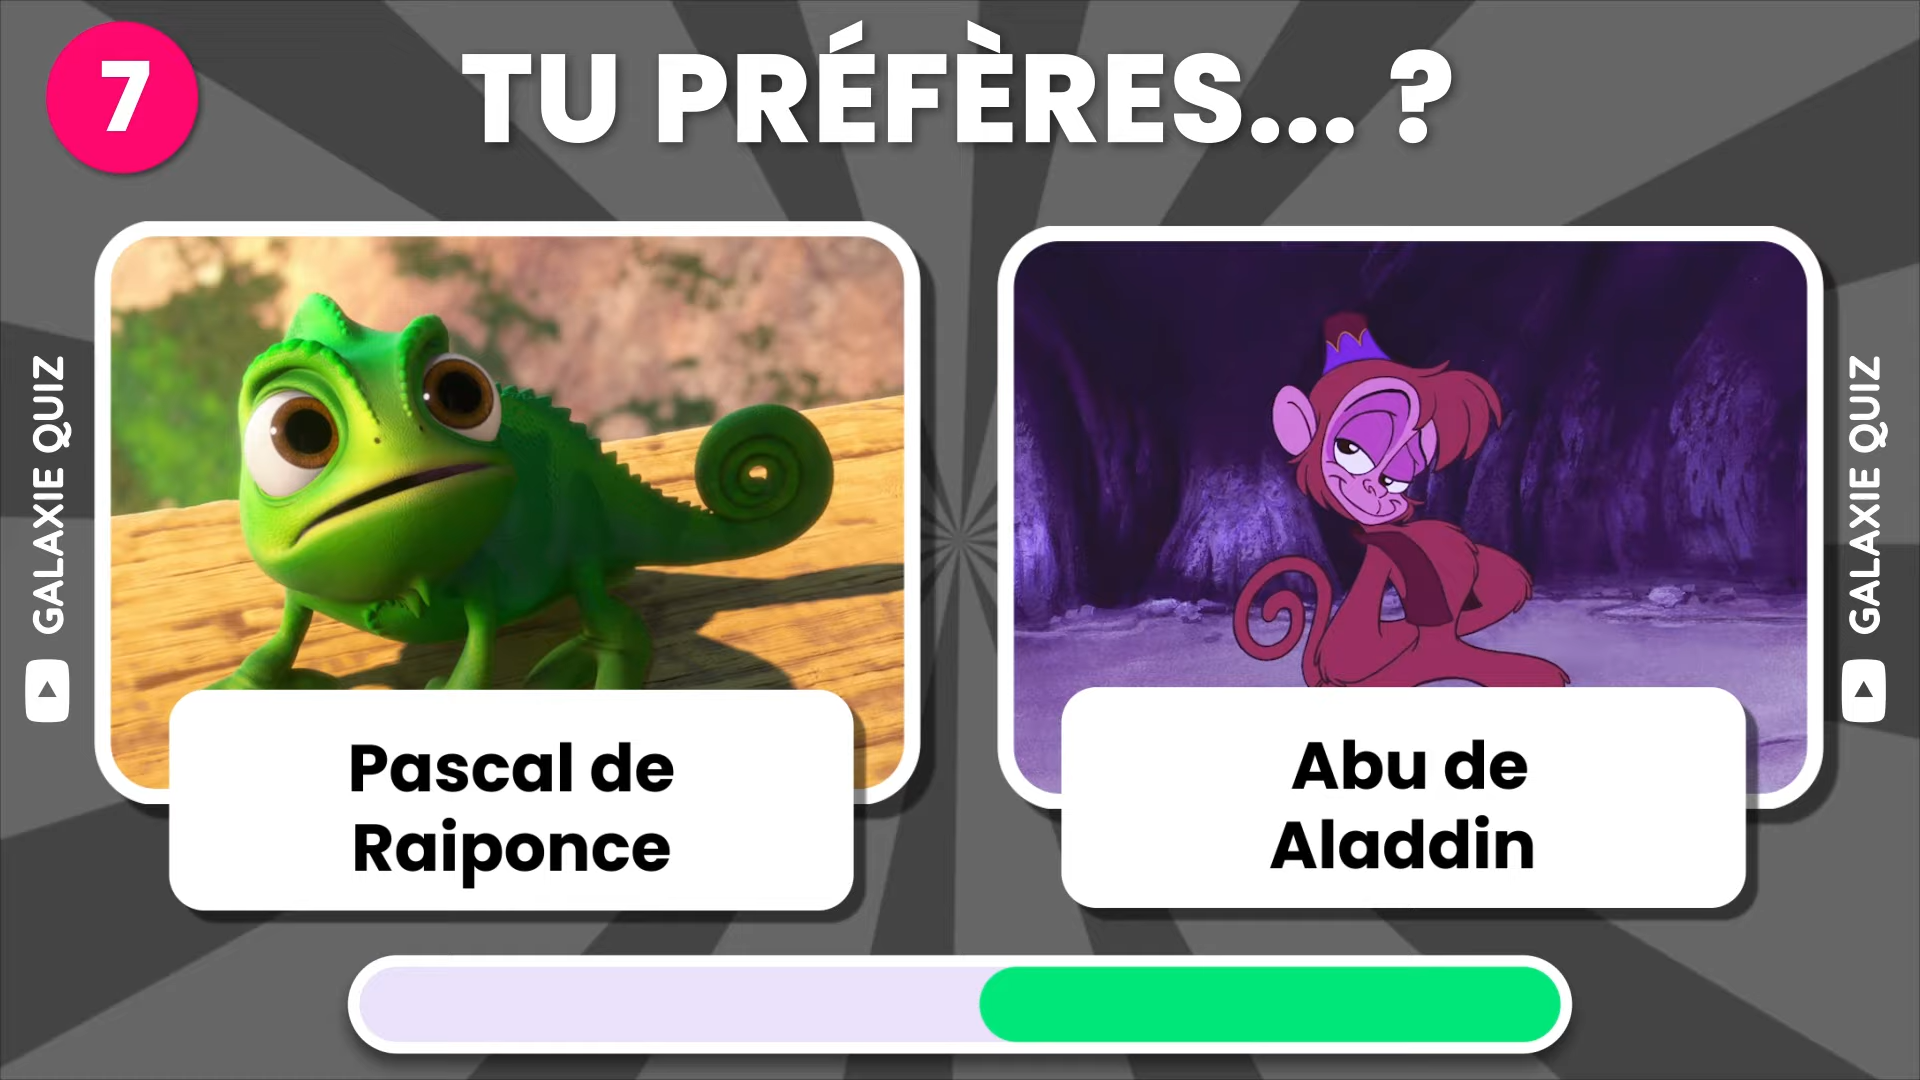 7
TU PRÉFÈRES... ?
GALAXIE QUIZ
Pascal de
Raiponce
Abu de
Aladdin
GALAXIE QUIZ